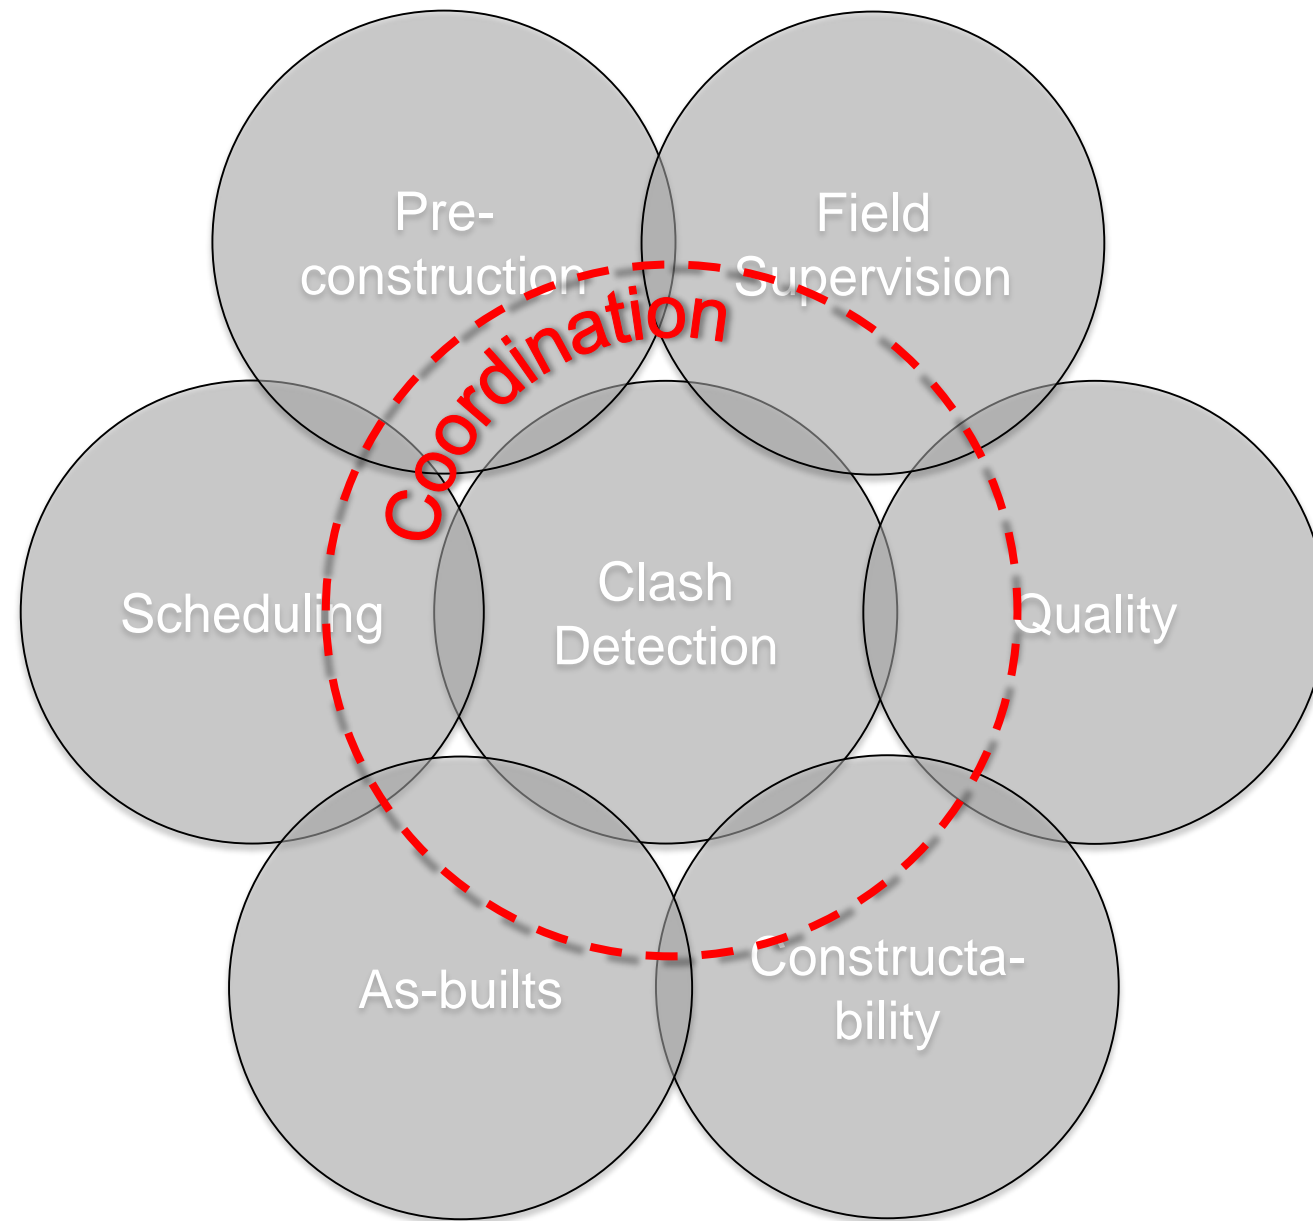 Pre-
construction
Field
Supervision
Coordination
Scheduling
Clash
Detection
Quality
As-builts
Constructa-
bility